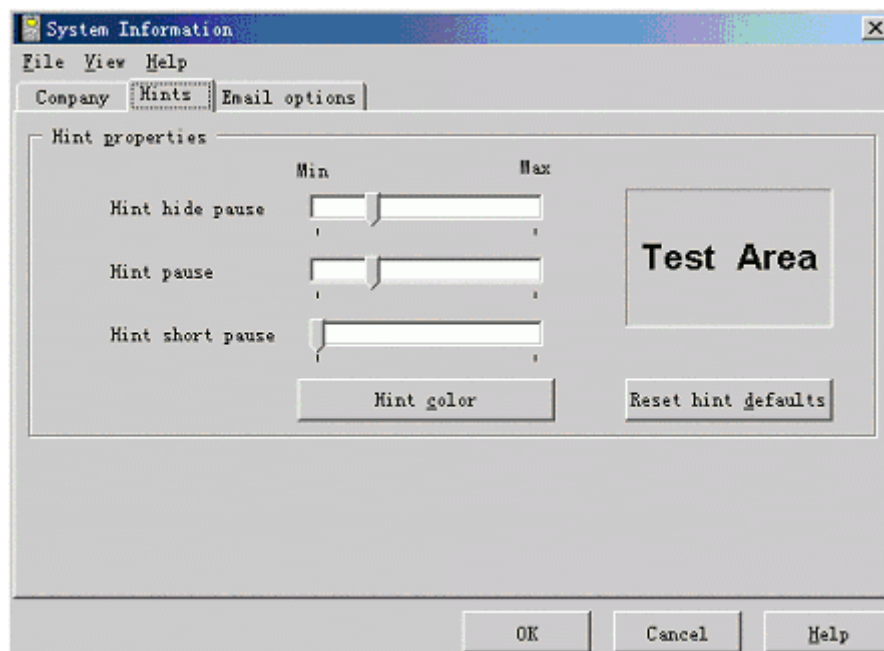 System Information
File View Help
Company Hints Email options
Hint properties
Min Max
Hint hide pause
Test Area
Hint pause
Hint short pause
Hint color Reset hint defaults
OK Cancel Help